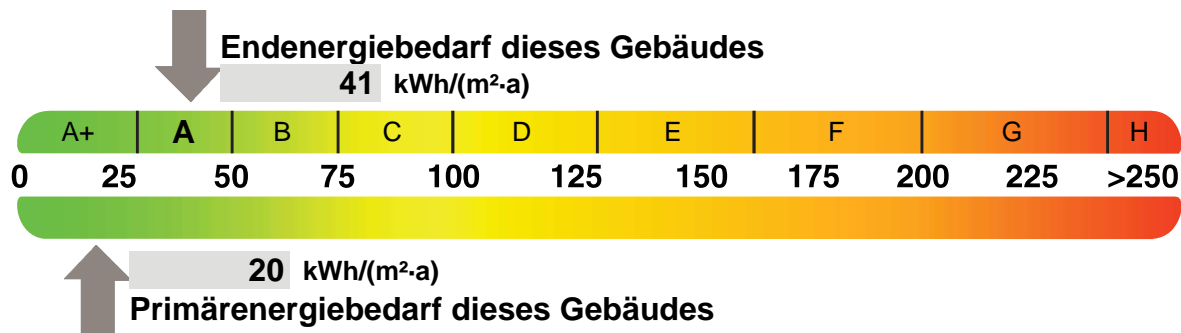 Endenergiebedarf dieses Gebäudes
41 kWh/(m²·a)
A+ A B C D E F G H
0 25 50 75 100 125 150 175 200 225 >250
20 kWh/(m²·a)
Primärenergiebedarf dieses Gebäudes